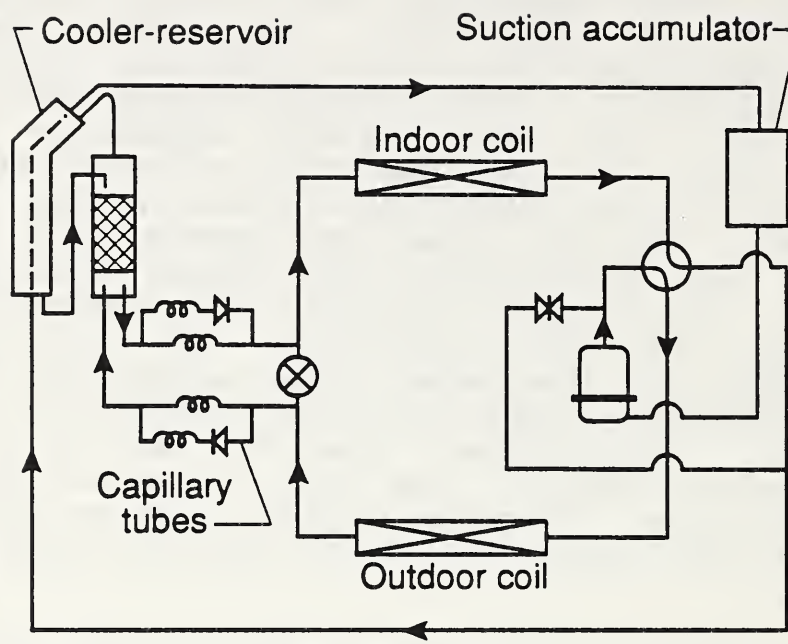 Cooler-reservoir
Suction accumulator
Indoor coil
Capillary
tubes
Outdoor coil